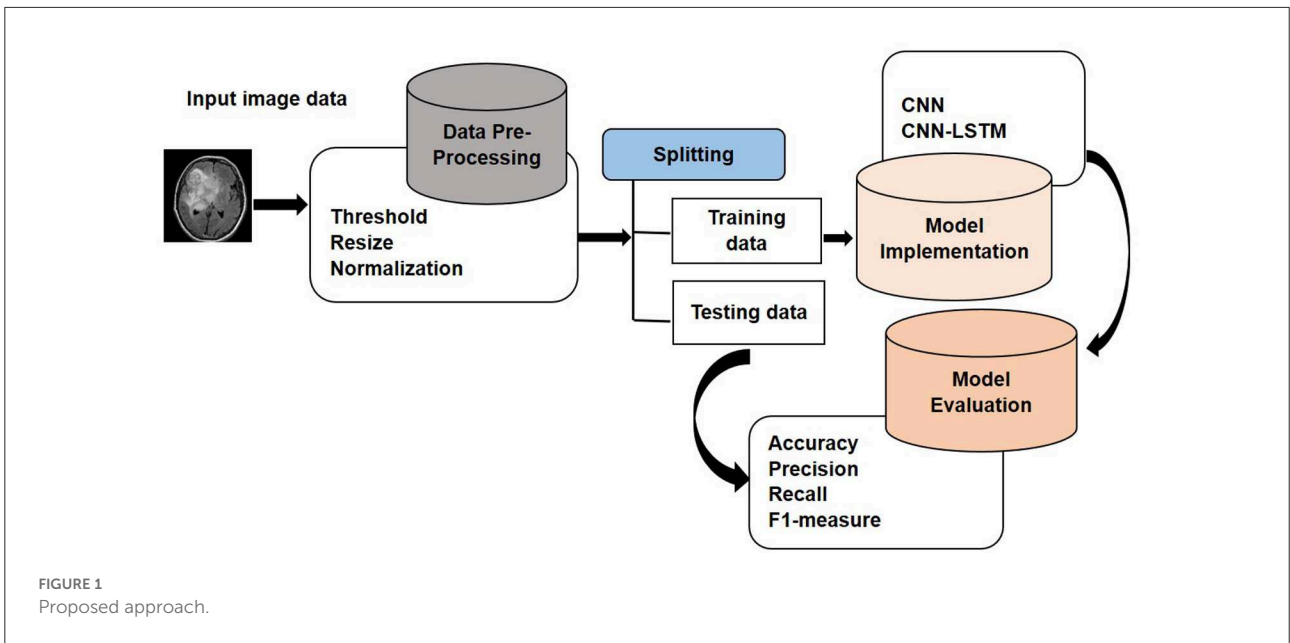 Input image data
Data Pre-
Processing
Threshold
Resize
Normalization
Splitting
Training
data
Testing data
CNN
CNN-LSTM
Model
Implementation
Model
Evaluation
Accuracy
Precision
Recall
F1-measure
FIGURE 1
Proposed approach.